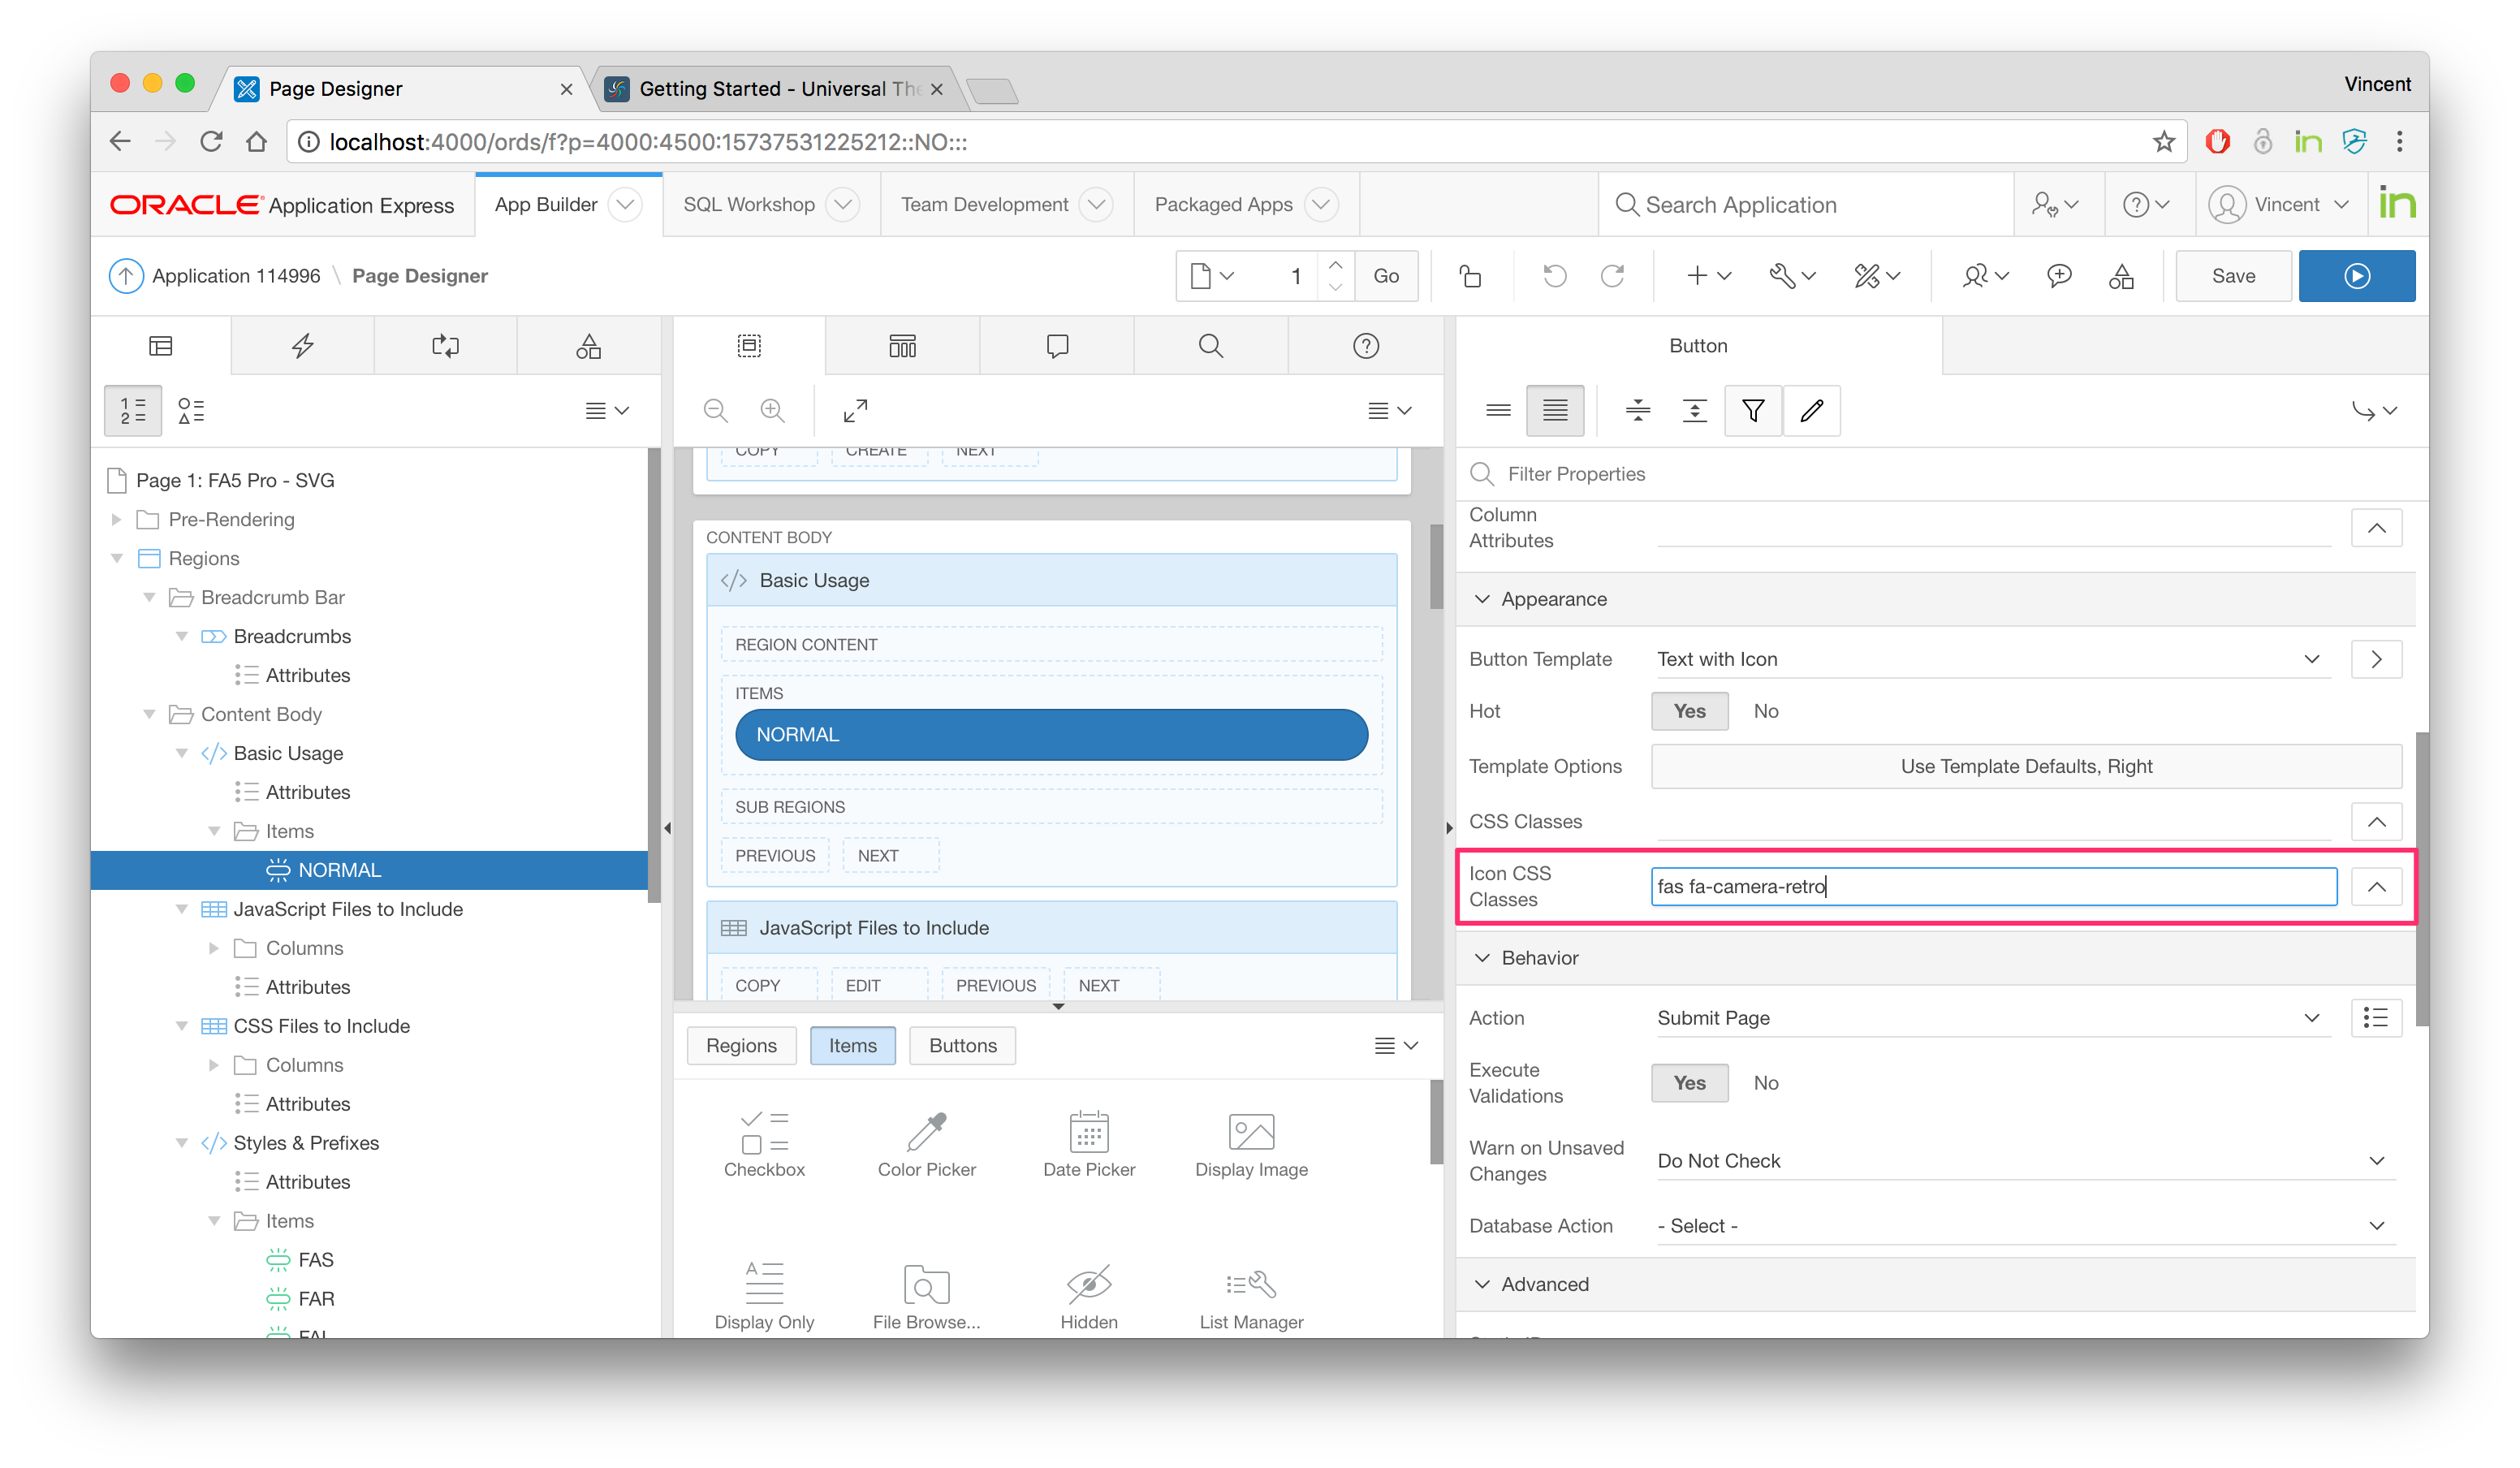 Page Designer
Getting Started - Universal The
Vincent
localhost:4000/ords/f?p=4000:4500:15737531225212::NO:::
ORACLE Application Express
App Builder
SQL Workshop
Team Development
Packaged Apps
Search Application
Vincent
in
Application 114996 \ Page Designer
1
Go
Save
Button
1
2
Filter Properties
Page 1: FA5 Pro - SVG
Pre-Rendering
Regions
Breadcrumb Bar
Breadcrumbs
Attributes
Content Body
Basic Usage
Attributes
Items
NORMAL
JavaScript Files to Include
Columns
Attributes
CSS Files to Include
Columns
Attributes
Styles & Prefixes
Attributes
Items
FAS
FAR
FAL
COPY CREATE NEXT
CONTENT BODY
Basic Usage
REGION CONTENT
ITEMS
NORMAL
SUB REGIONS
PREVIOUS NEXT
JavaScript Files to Include
COPY EDIT PREVIOUS NEXT
Regions Items Buttons
Checkbox Color Picker Date Picker Display Image
Display Only File Browse... Hidden List Manager
Column
Attributes
Appearance
Button Template Text with Icon
Hot Yes No
Template Options Use Template Defaults, Right
CSS Classes
Icon CSS
Classes
fas fa-camera-retro
Behavior
Action Submit Page
Execute
Validations
Yes No
Warn on Unsaved
Changes
Do Not Check
Database Action - Select -
Advanced